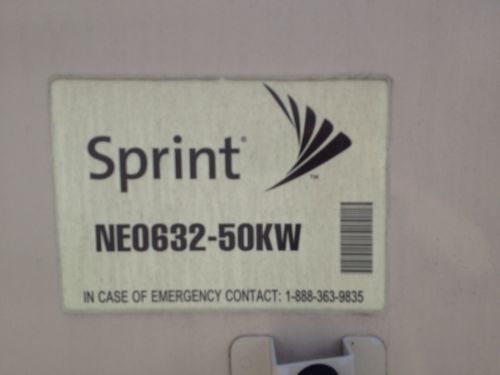 Sprint
NE0632-50KW
IN CASE OF EMERGENCY CONTACT: 1-888-363-9835